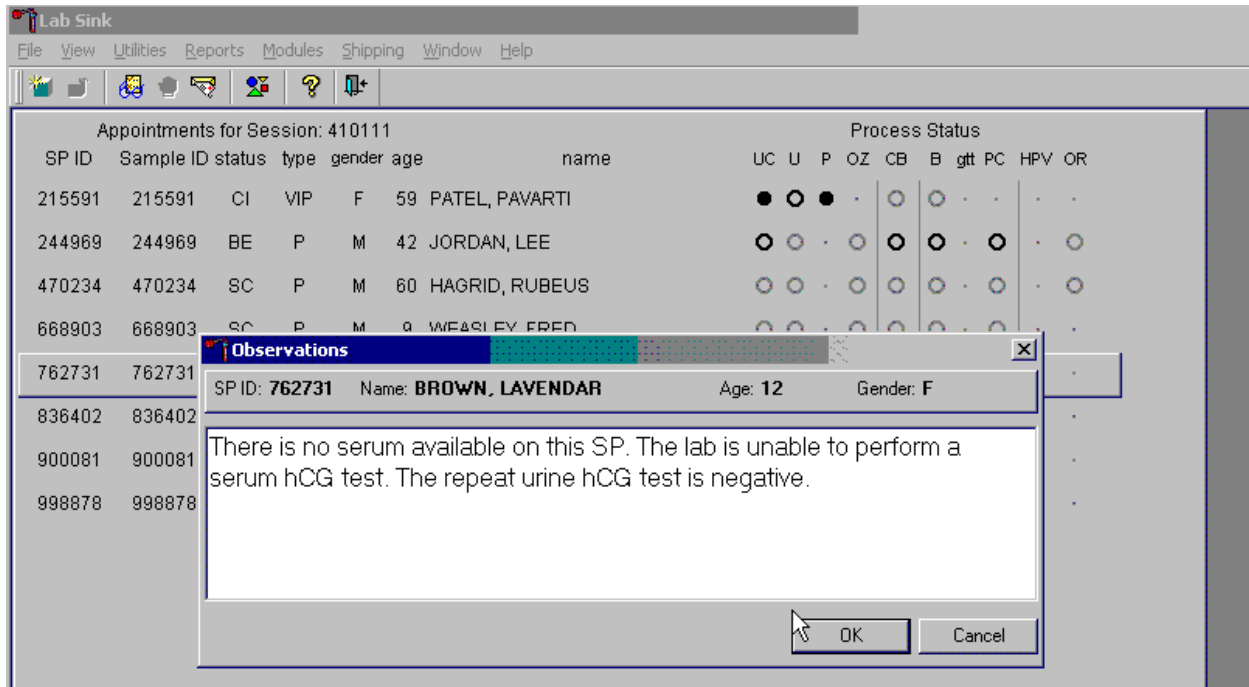 Lab Sink
File View Utilities Reports Modules Shipping Window Help
Appointments for Session: 410111 Process Status
SP ID Sample ID status type gender age name UC U P OZ CB B gtt PC HPV OR
215591 215591 CI VIP F 59 PATEL, PAVARTI
244969 244969 BE P M 42 JORDAN, LEE
470234 470234 SC P M 60 HAGRID, RUBEUS
668903 668903 SC P M 9 WEASLEY, FRED
Observations
762731 762731
SP ID: 762731 Name: BROWN, LAVENDAR Age: 12 Gender: F
836402 836402
There is no serum available on this SP. The lab is unable to perform a
900081 900081
serum hCG test. The repeat urine hCG test is negative.
998878 998878
OK Cancel